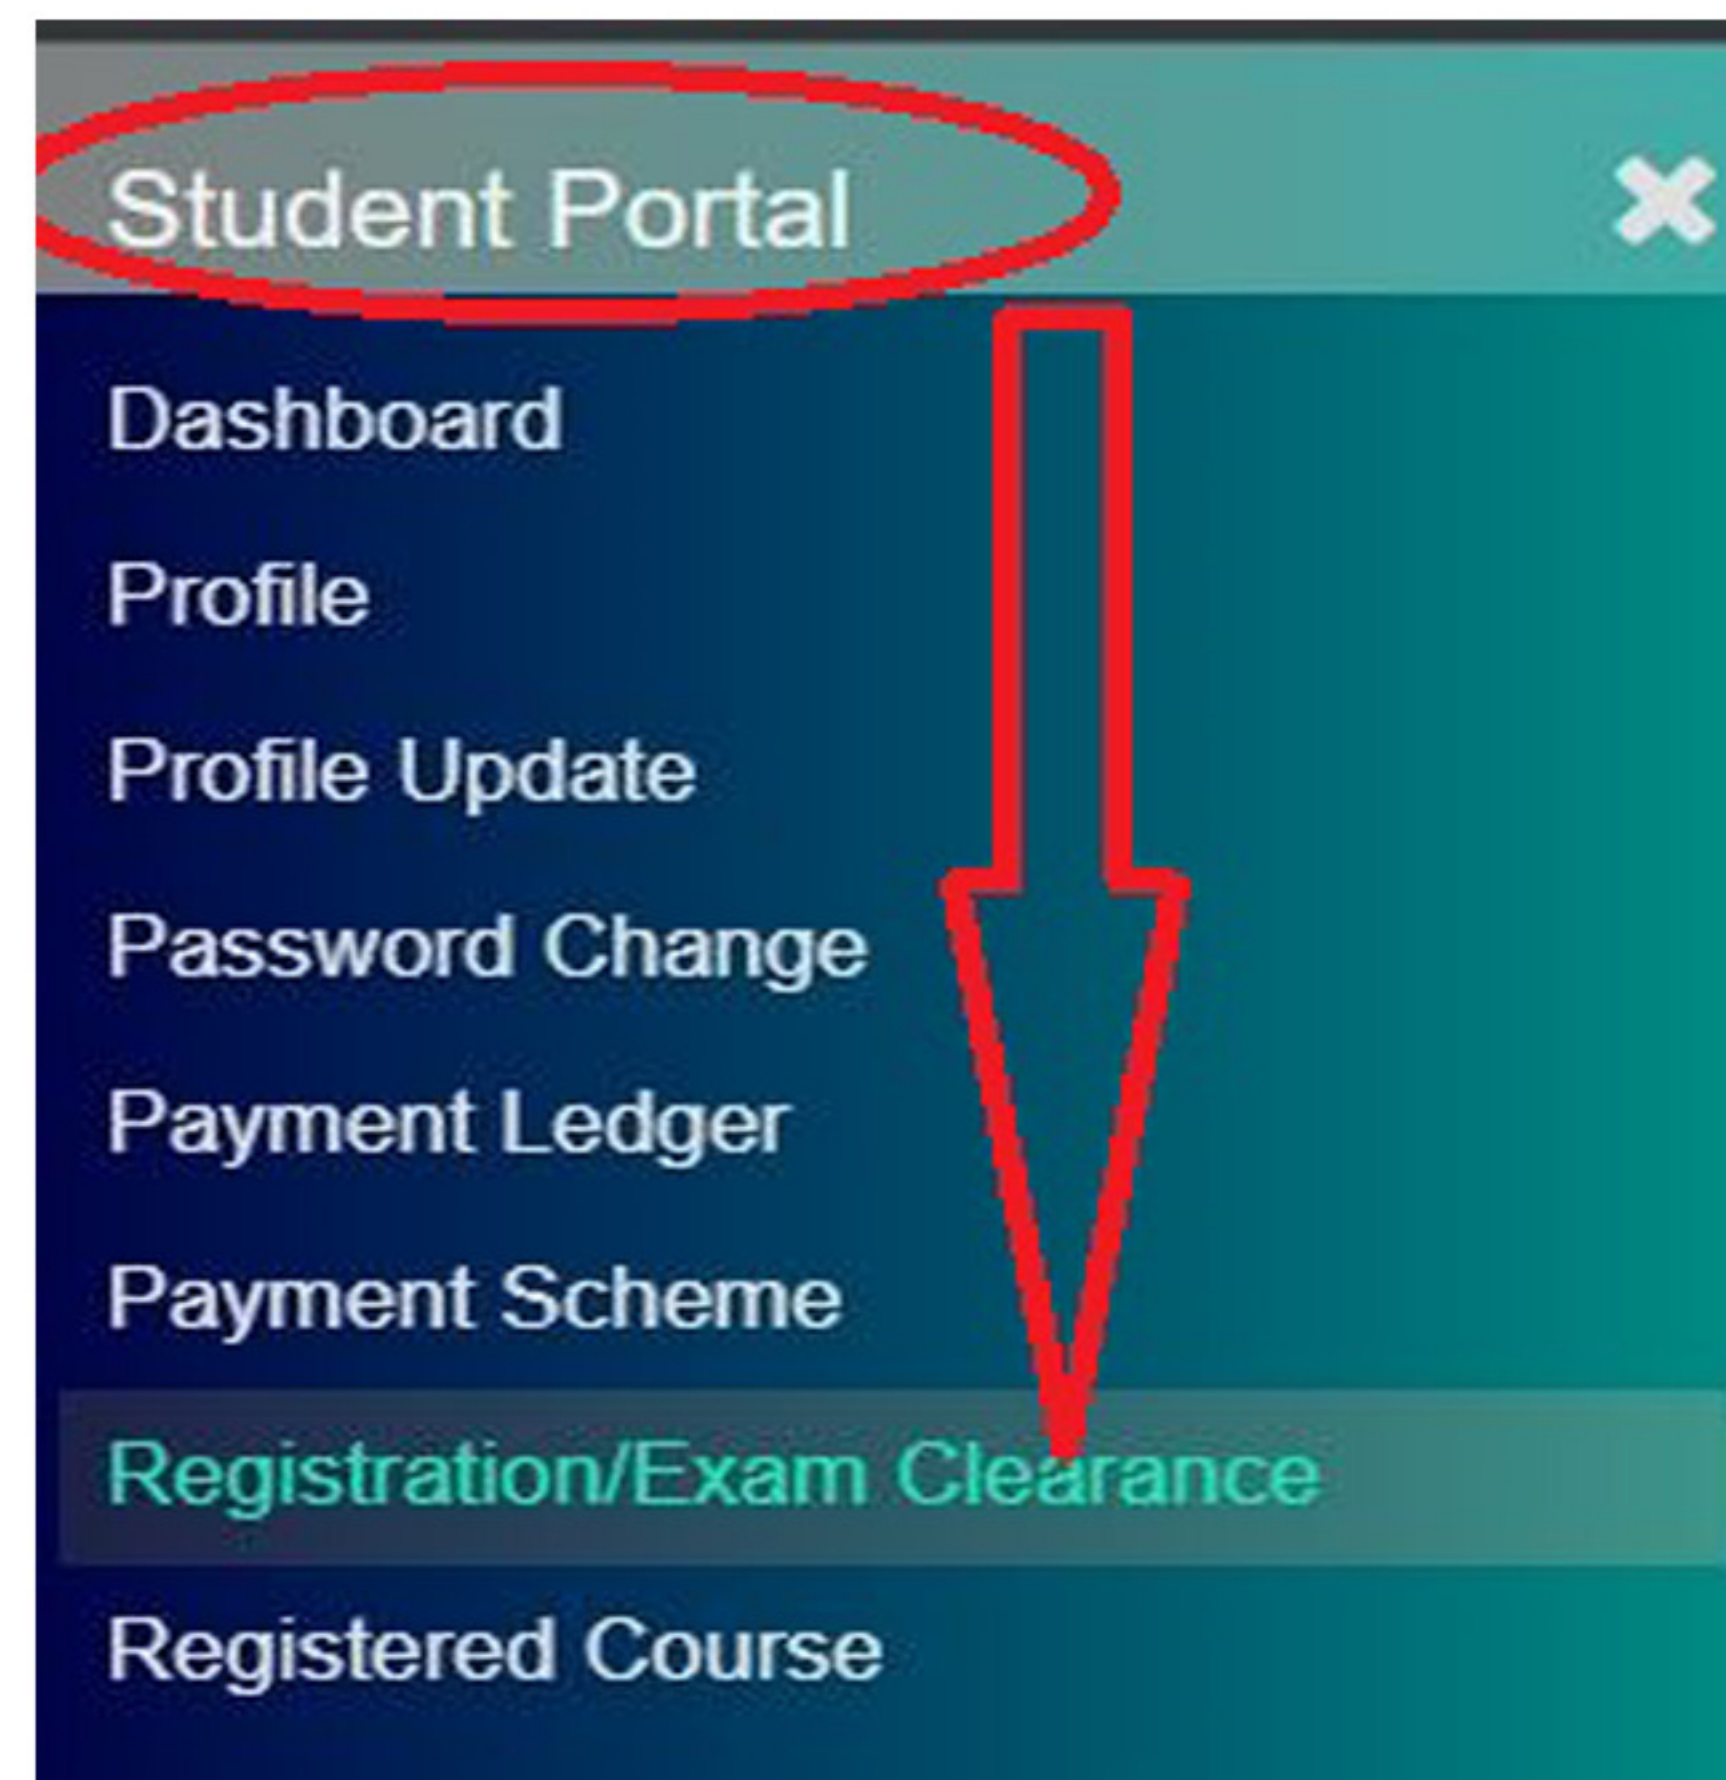 Student Portal
Dashboard
Profile
Profile Update
Password Change
Payment Ledger
Payment Scheme
Registration/Exam Clearance
Registered Course